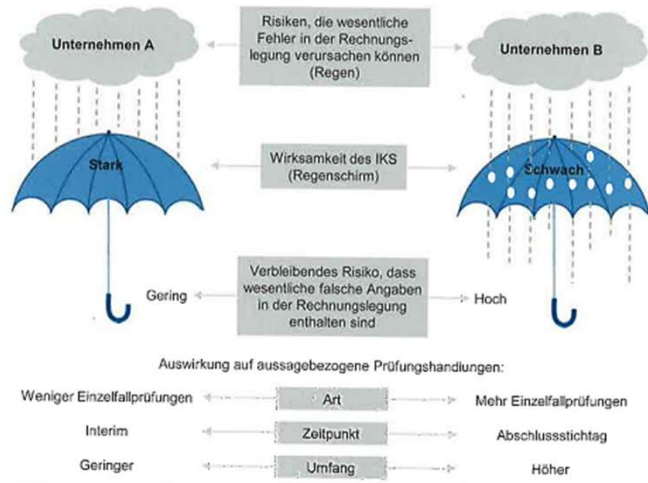 Unternehmen A
Risiken, die wesentliche
Fehler in der Rechnungs-
legung verursachen können
(Regen)
Unternehmen B
Stark
Wirksamkeit des IKS
(Regenschirm)
Schwach
Gering
Verbleibendes Risiko, dass
wesentliche falsche Angaben
in der Rechnungslegung
enthalten sind
Hoch
Auswirkung auf aussagebezogene Prüfungshandlungen:
Weniger Einzelfallprüfungen
Art
Mehr Einzelfallprüfungen
Interim
Zeitpunkt
Abschlussstichtag
Geringer
Umfang
Höher